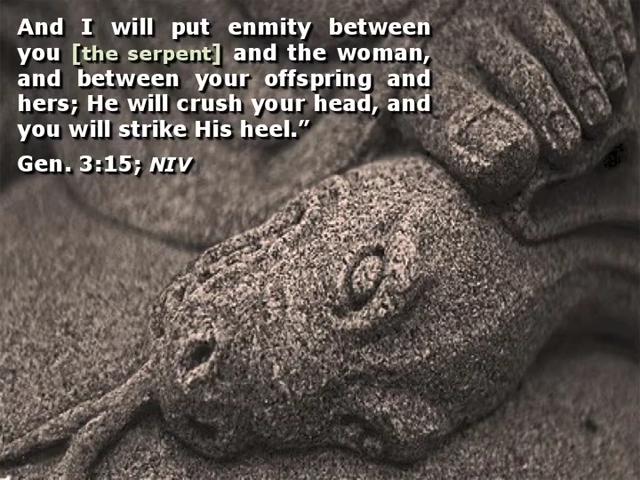 And I will put enmity between
you [the serpent] and the woman,
and between your offspring and
hers; He will crush your head, and
you will strike His heel.”
Gen. 3:15; NIV